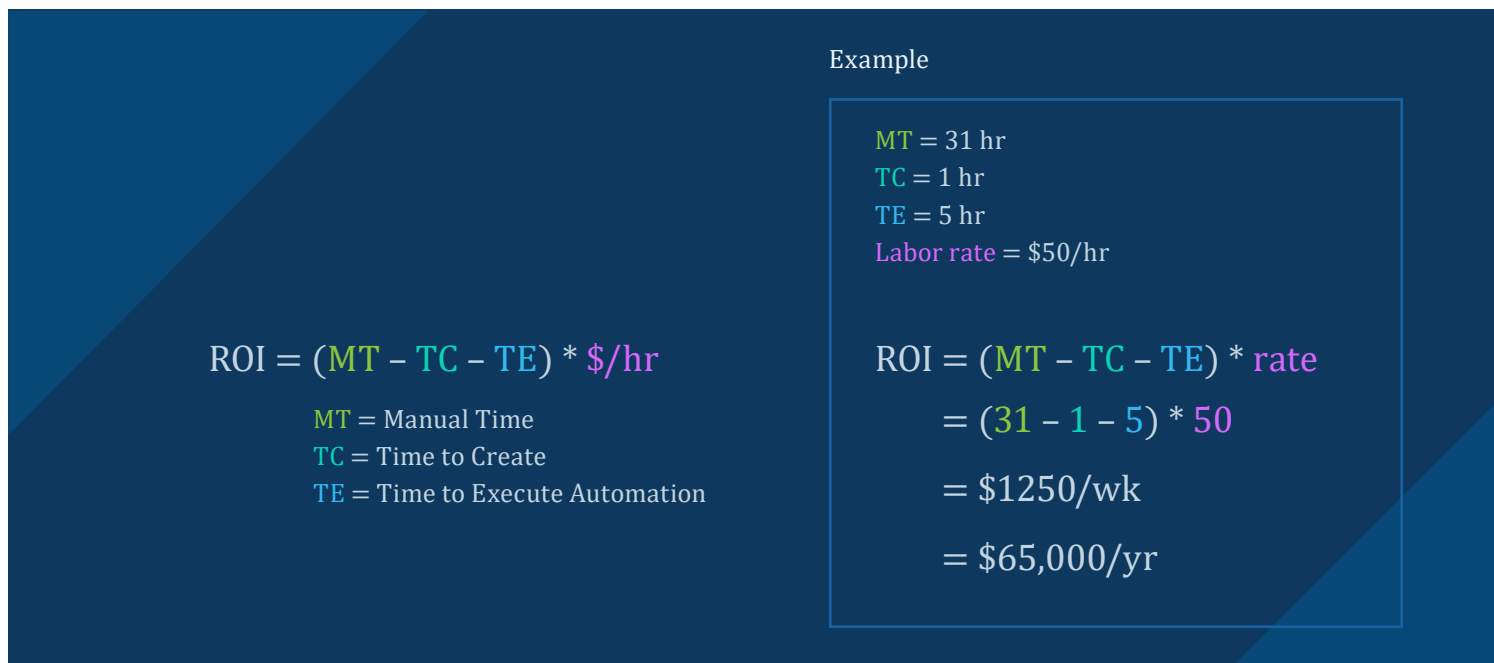 ROI = (MT – TC – TE) * $/hr
MT = Manual Time
TC = Time to Create
TE = Time to Execute Automation
Example
MT = 31 hr
TC = 1 hr
TE = 5 hr
Labor rate = $50/hr
ROI = (MT – TC – TE) * rate
= (31 – 1 – 5) * 50
= $1250/wk
= $65,000/yr